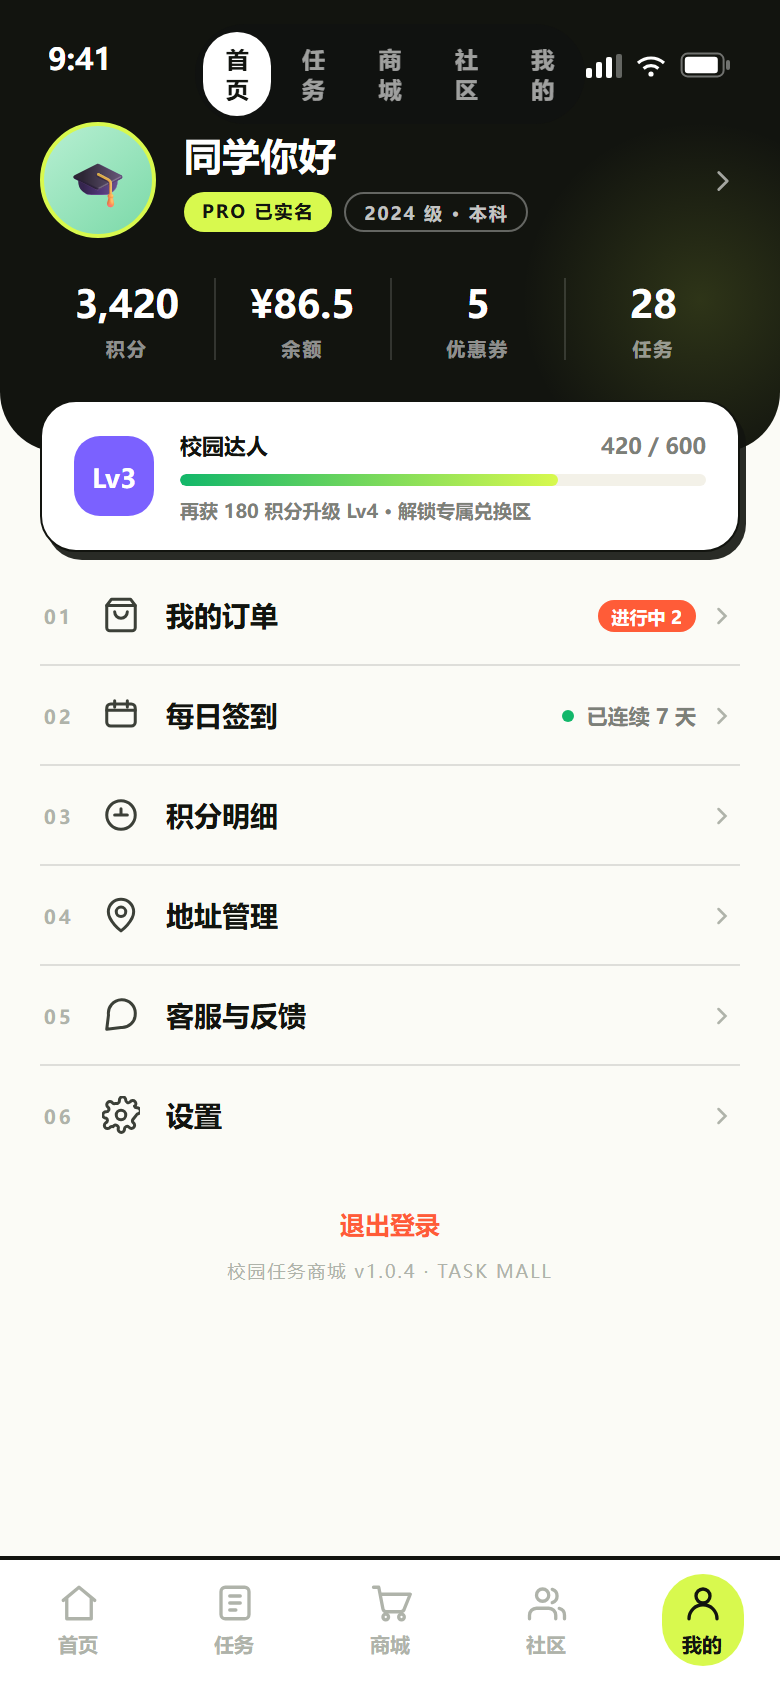 9:41
首页 任务 商城 社区 我的
同学你好
PRO 已实名 2024 级 • 本科
3,420 ¥86.5 5 28
积分 余额 优惠券 任务
Lv3 校园达人 420 / 600
再获 180 积分升级 Lv4 • 解锁专属兑换区
01 我的订单 进行中 2
02 每日签到 已连续 7 天
03 积分明细
04 地址管理
05 客服与反馈
06 设置
退出登录
校园任务商城 v1.0.4 · TASK MALL
首页 任务 商城 社区 我的